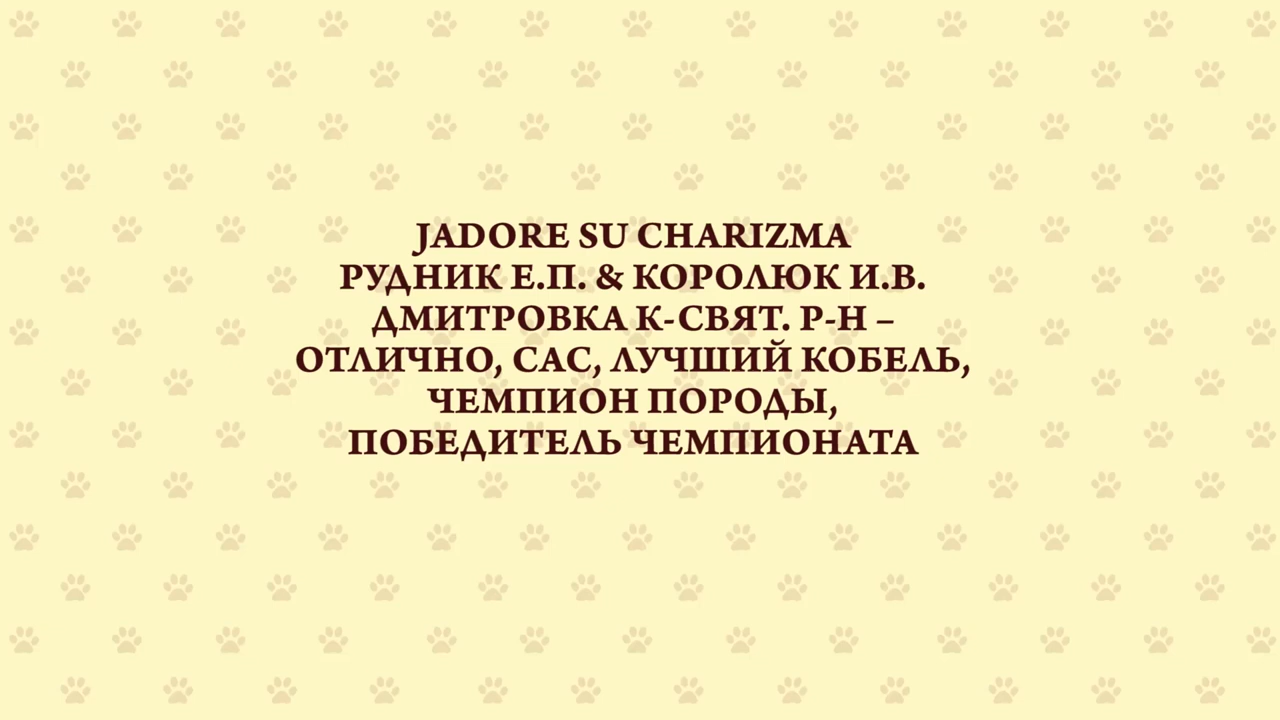 JADORE SU CHARIZMA
РУДНИК Е.П. & КОРОЛЮК И.В.
ДМИТРОВКА К-СВЯТ. Р-Н –
ОТЛИЧНО, САС, ЛУЧШИЙ КОБЕЛЬ,
ЧЕМПИОН ПОРОДЫ,
ПОБЕДИТЕЛЬ ЧЕМПИОНАТА